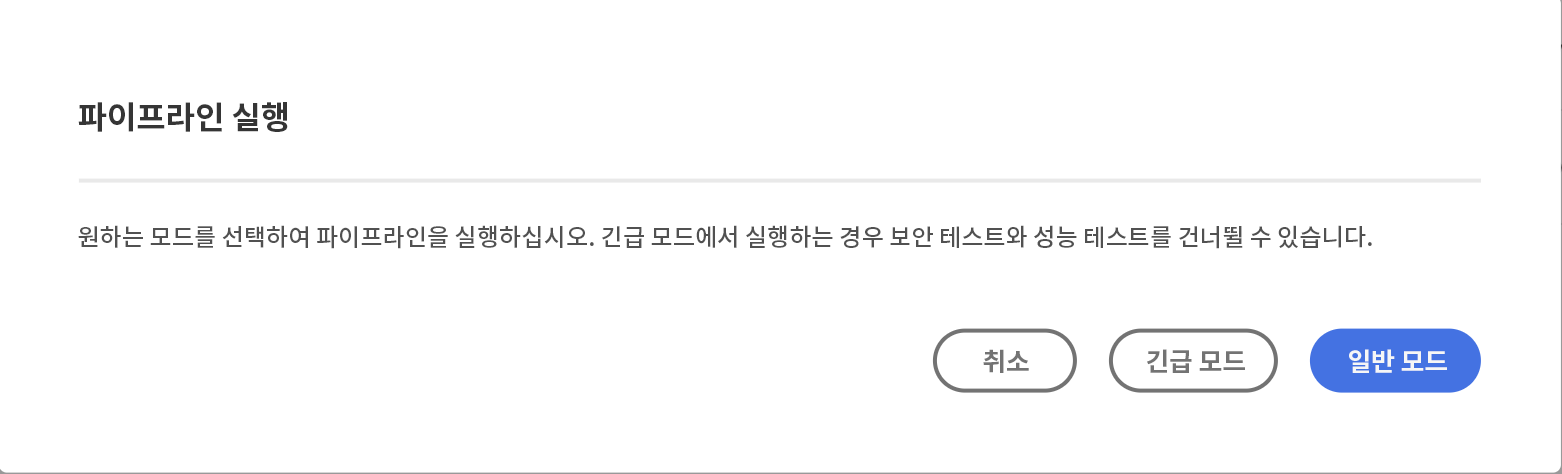 파이프라인 실행
원하는 모드를 선택하여 파이프라인을 실행하십시오. 긴급 모드에서 실행하는 경우 보안 테스트와 성능 테스트를 건너뛸 수 있습니다.
취소 긴급 모드 일반 모드